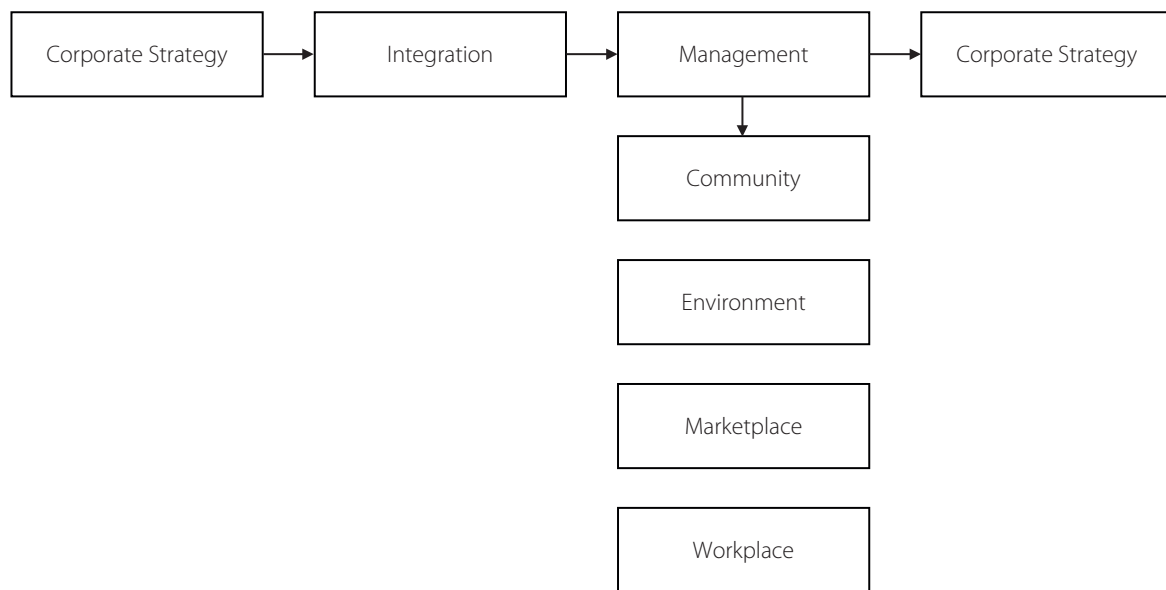 Corporate Strategy
Integration
Management
Corporate Strategy
Community
Environment
Marketplace
Workplace